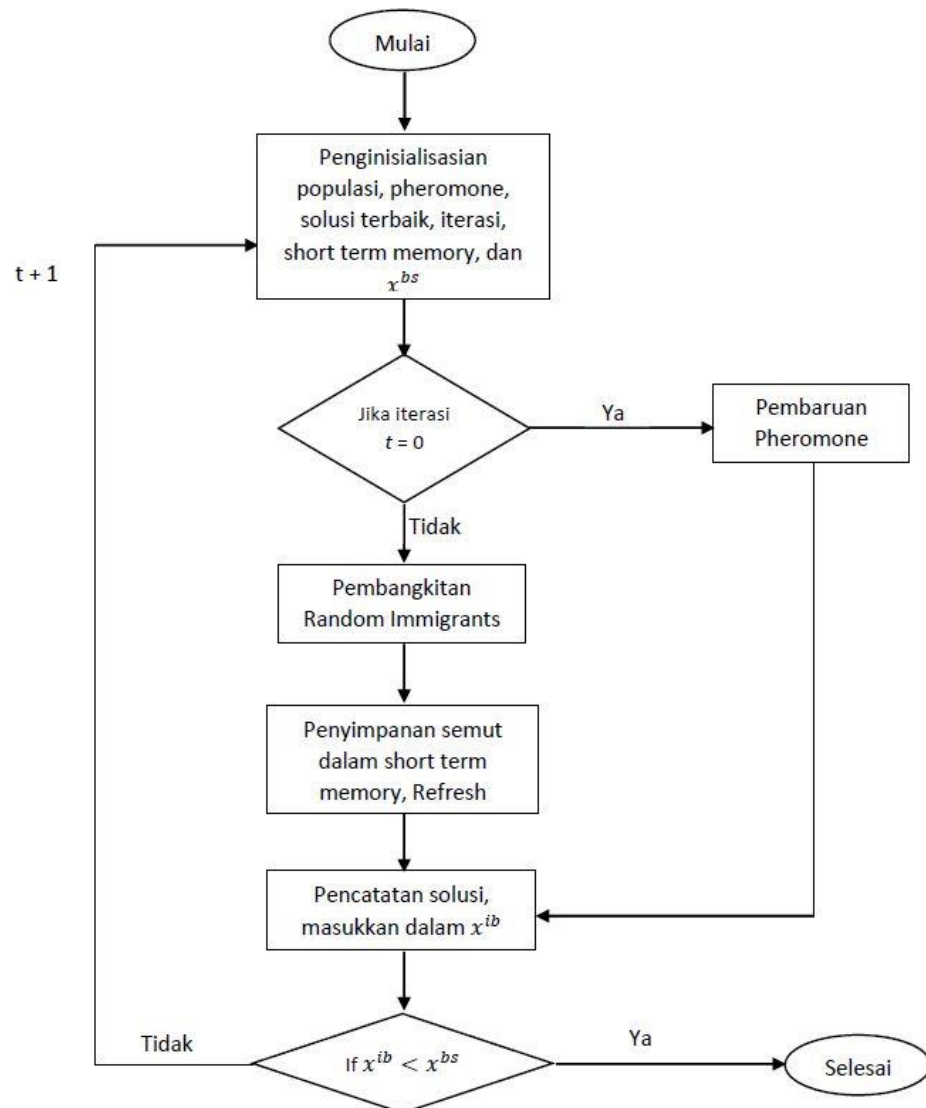 Mulai
Penginisialisasian
populasi, pheromone,
solusi terbaik, iterasi,
short term memory, dan
x^{bs}
t + 1
Jika iterasi
t = 0
Ya
Pembaruan
Pheromone
Tidak
Pembangkitan
Random Immigrants
Penyimpanan semut
dalam short term
memory, Refresh
Pencatatan solusi,
masukkan dalam x^{ib}
Tidak
If x^{ib} < x^{bs}
Ya
Selesai